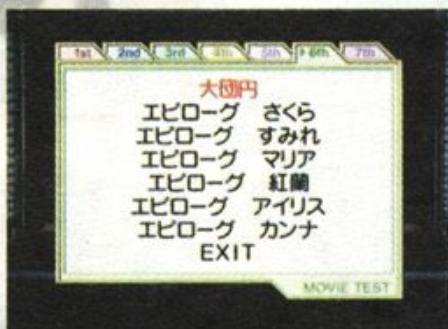 1st 2nd 3rd 4th 5th 6th 7th
大団円
エピローグ さくら
エピローグ すみれ
エピローグ マリア
エピローグ 紅蘭
エピローグ アイリス
エピローグ カンナ
EXIT
MOVIE TEST